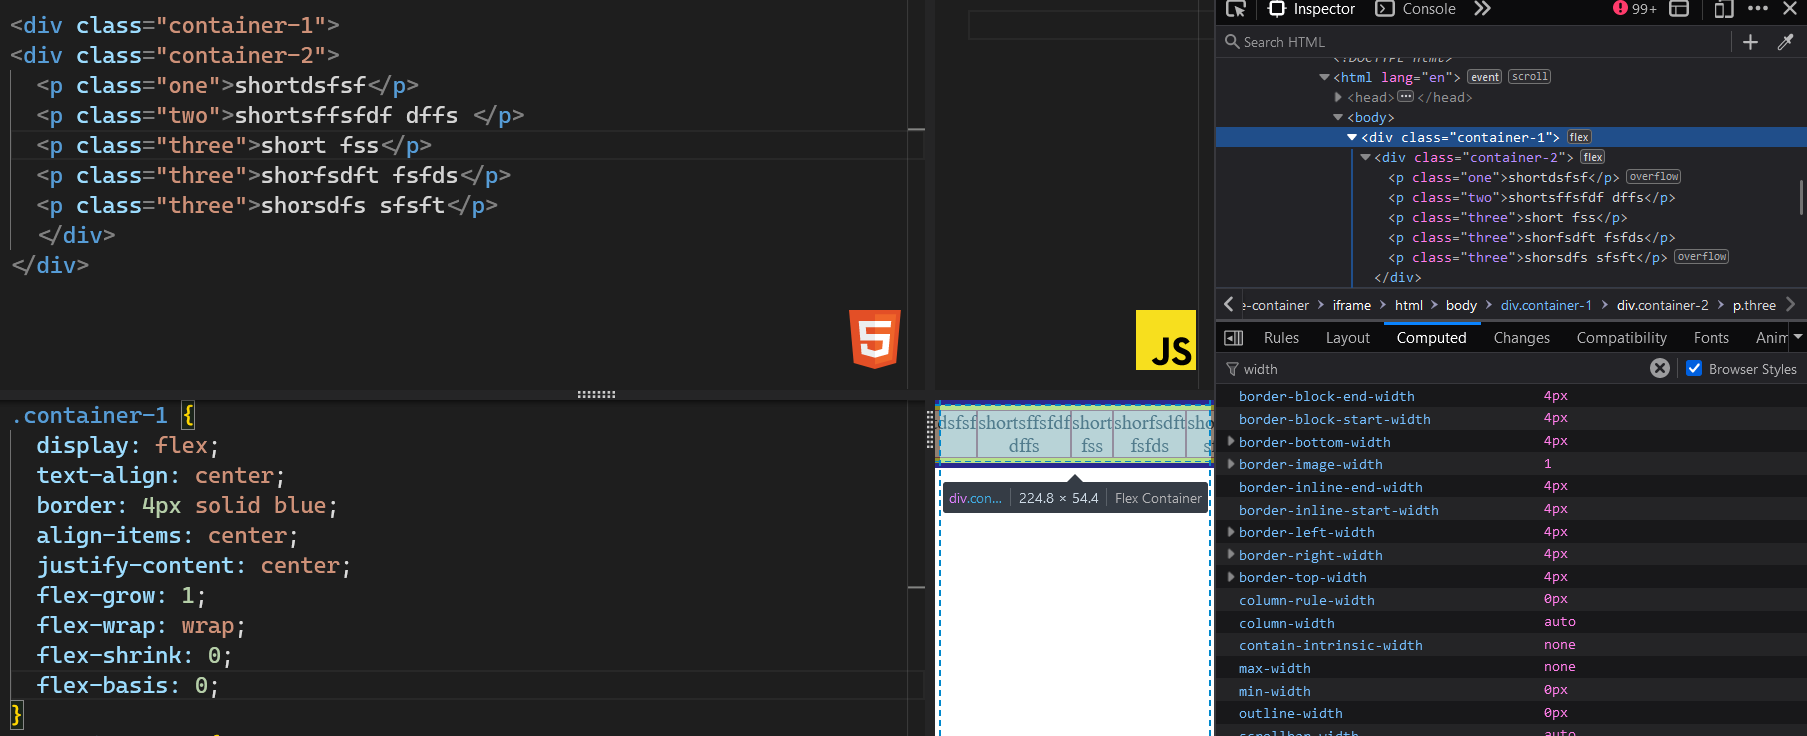 <div class="container-1">
<div class="container-2">
<p class="one">shortdsfsf</p>
<p class="two">shortsffsfdf dffs </p>
<p class="three">short fss</p>
<p class="three">shorfsdft fsfds</p>
<p class="three">shorsdfs sfsft</p>
</div>
</div>
5
JS
.container-1 {
display: flex;
text-align: center;
border: 4px solid blue;
align-items: center;
justify-content: center;
flex-grow: 1;
flex-wrap: wrap;
flex-shrink: 0;
flex-basis: 0;
}
dsfsf shortsffsfdf short shorfsdft sho
dffs fss fsfds s
div.con... 224.8 × 54.4 Flex Container
Inspector Console 99+
Search HTML
<!DOCTYPE html>
<html lang="en"> event scroll
<head> ... </head>
<body>
<div class="container-1"> flex
<div class="container-2"> flex
<p class="one">shortdsfsf</p> overflow
<p class="two">shortsffsfdf dffs</p>
<p class="three">short fss</p>
<p class="three">shorfsdft fsfds</p>
<p class="three">shorsdfs sfsft</p> overflow
</div>
e-container > iframe > html > body > div.container-1 > div.container-2 > p.three
Rules Layout Computed Changes Compatibility Fonts Anim
width Browser Styles
border-block-end-width 4px
border-block-start-width 4px
border-bottom-width 4px
border-image-width 1
border-inline-end-width 4px
border-inline-start-width 4px
border-left-width 4px
border-right-width 4px
border-top-width 4px
column-rule-width 0px
column-width auto
contain-intrinsic-width none
max-width none
min-width 0px
outline-width 0px
scrollbar-width auto